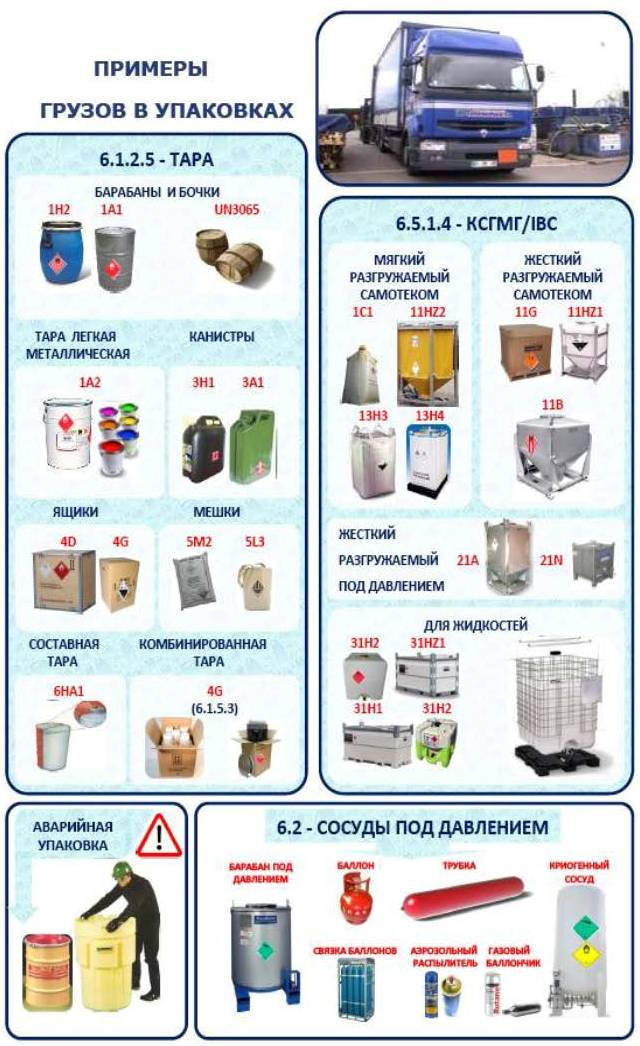 ПРИМЕРЫ
ГРУЗОВ В УПАКОВКАХ
6.1.2.5 - ТАРА
БАРАБАНЫ И БОЧКИ
1H2 1A1 UN3065
ТАРА ЛЕГКАЯ
МЕТАЛЛИЧЕСКАЯ
1A2
КАНИСТРЫ
3H1 3A1
ЯЩИКИ
4D 4G
МЕШКИ
5M2 5L3
СОСТАВНАЯ
ТАРА
6HA1
КОМБИНИРОВАННАЯ
ТАРА
4G
(6.1.5.3)
6.5.1.4 - КСГМГ/IBC
МЯГКИЙ
РАЗГРУЖАЕМЫЙ
САМОТЕКОМ
1C1 11HZ2
13H3 13H4
ЖЕСТКИЙ
РАЗГРУЖАЕМЫЙ
САМОТЕКОМ
11G 11HZ1
11B
ЖЕСТКИЙ
РАЗГРУЖАЕМЫЙ
ПОД ДАВЛЕНИЕМ
21A 21N
ДЛЯ ЖИДКОСТЕЙ
31H2 31HZ1
31H1 31H2
АВАРИЙНАЯ
УПАКОВКА
6.2 - СОСУДЫ ПОД ДАВЛЕНИЕМ
БАРАБАН ПОД
ДАВЛЕНИЕМ
БАЛЛОН
ТРУБКА
КРИОГЕННЫЙ
СОСУД
СВЯЗКА БАЛЛОНОВ
АЭРОЗОЛЬНЫЙ
РАСПЫЛИТЕЛЬ
ГАЗОВЫЙ
БАЛЛОНЧИК
Butane